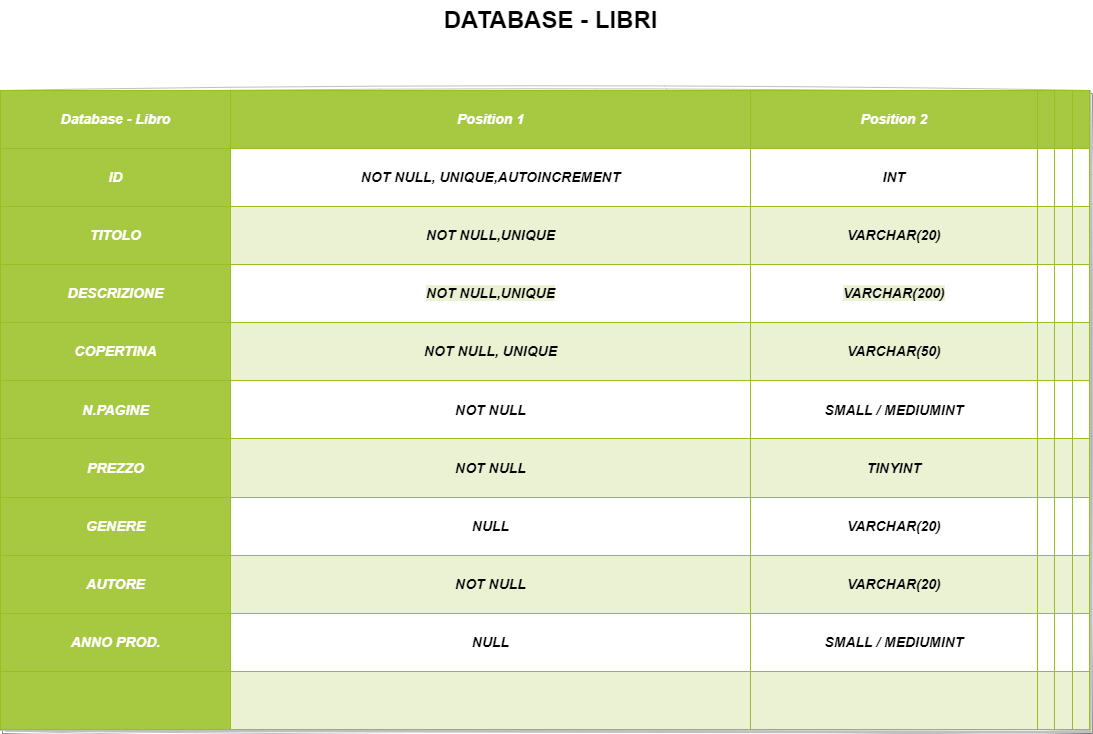 DATABASE - LIBRI
Database - Libro Position 1 Position 2
ID NOT NULL, UNIQUE,AUTOINCREMENT INT
TITOLO NOT NULL,UNIQUE VARCHAR(20)
DESCRIZIONE NOT NULL,UNIQUE VARCHAR(200)
COPERTINA NOT NULL, UNIQUE VARCHAR(50)
N.PAGINE NOT NULL SMALL / MEDIUMINT
PREZZO NOT NULL TINYINT
GENERE NULL VARCHAR(20)
AUTORE NOT NULL VARCHAR(20)
ANNO PROD. NULL SMALL / MEDIUMINT